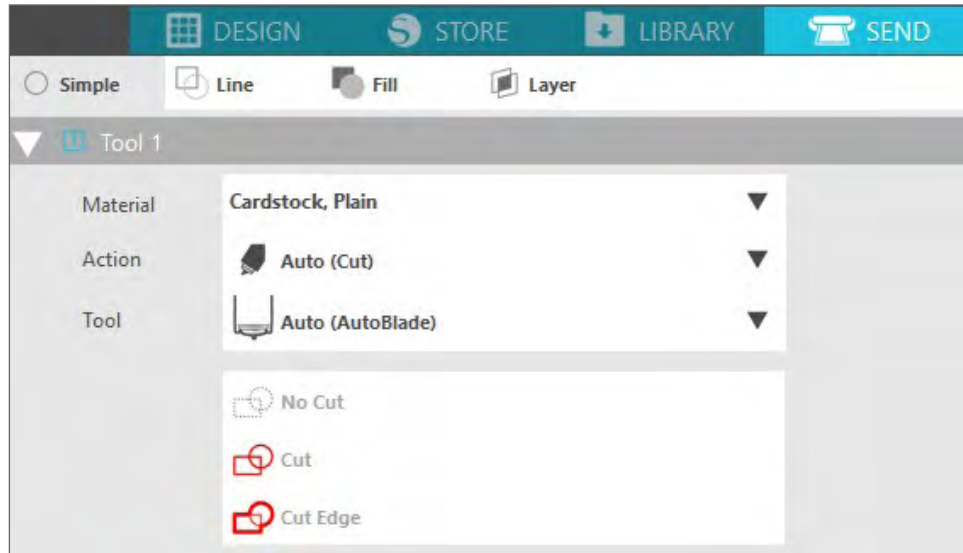 DESIGN STORE LIBRARY SEND
Simple Line Fill Layer
Tool 1
Material Cardstock, Plain
Action Auto (Cut)
Tool Auto (AutoBlade)
No Cut
Cut
Cut Edge